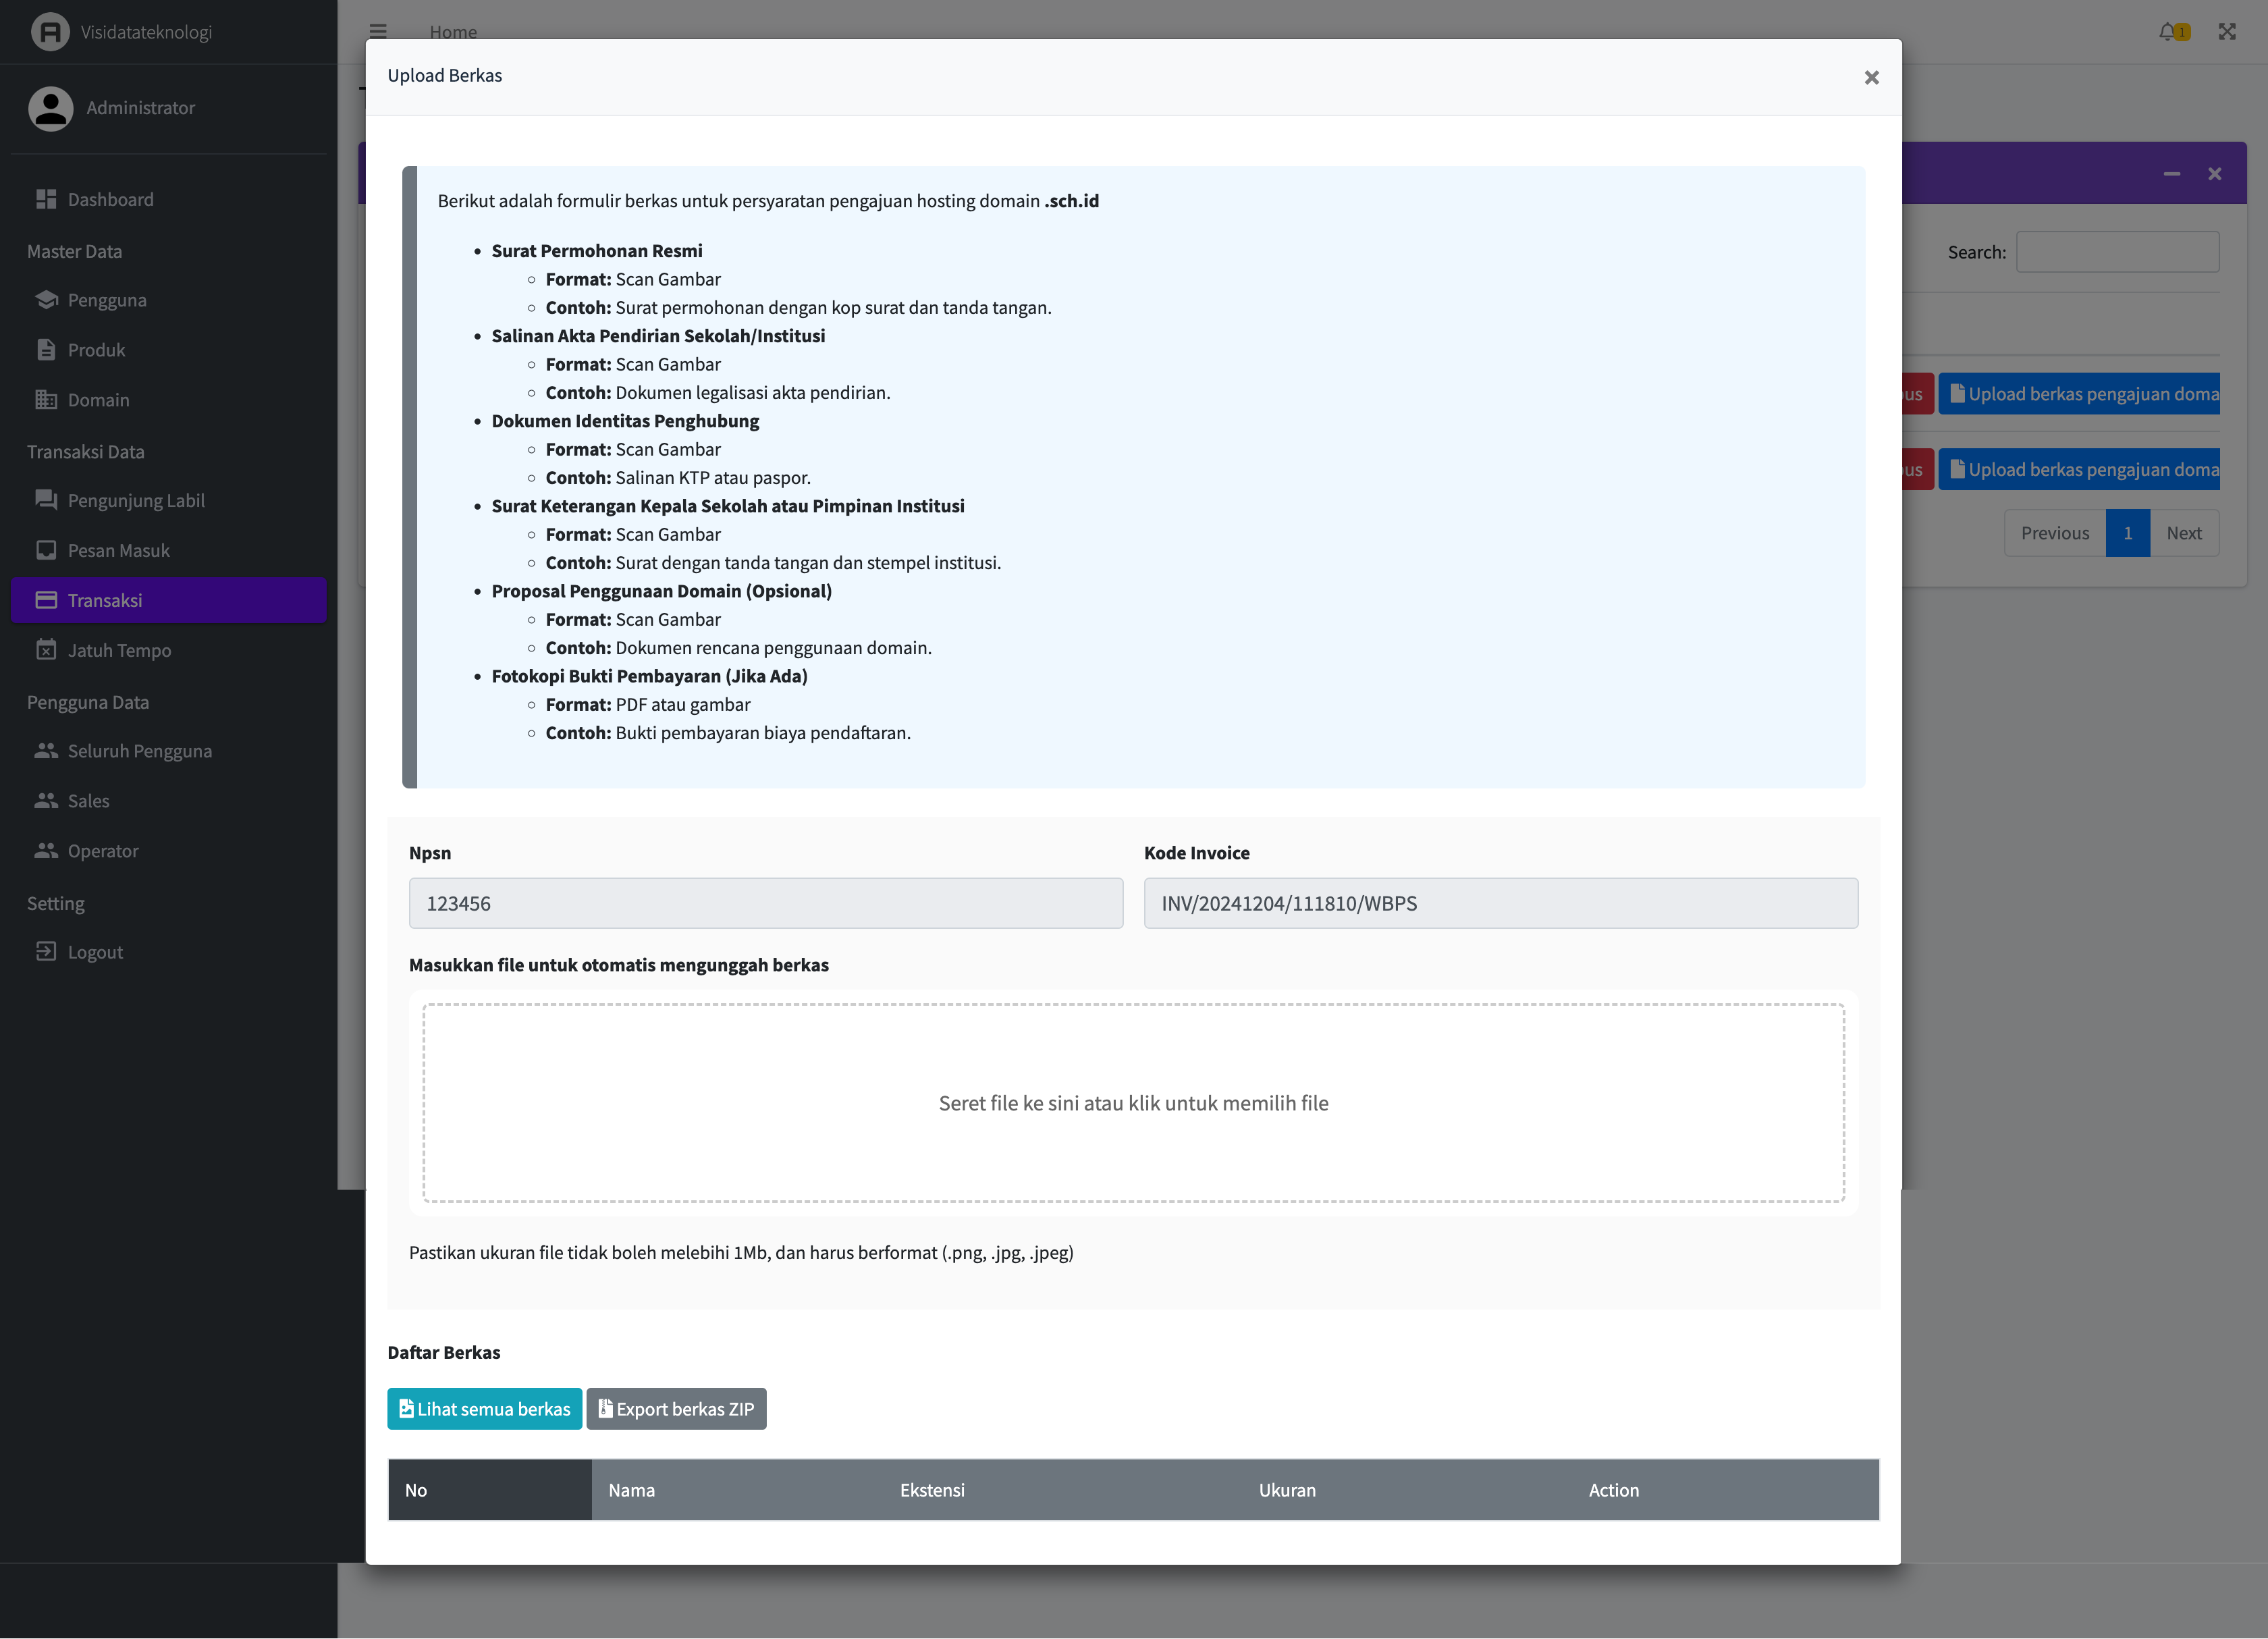 Visidatateknologi
Home
1
Administrator
Dashboard
Master Data
Pengguna
Produk
Domain
Transaksi Data
Pengunjung Labil
Pesan Masuk
Transaksi
Jatuh Tempo
Pengguna Data
Seluruh Pengguna
Sales
Operator
Setting
Logout
Upload Berkas
Berikut adalah formulir berkas untuk persyaratan pengajuan hosting domain .sch.id
Surat Permohonan Resmi
Format: Scan Gambar
Contoh: Surat permohonan dengan kop surat dan tanda tangan.
Salinan Akta Pendirian Sekolah/Institusi
Format: Scan Gambar
Contoh: Dokumen legalisasi akta pendirian.
Dokumen Identitas Penghubung
Format: Scan Gambar
Contoh: Salinan KTP atau paspor.
Surat Keterangan Kepala Sekolah atau Pimpinan Institusi
Format: Scan Gambar
Contoh: Surat dengan tanda tangan dan stempel institusi.
Proposal Penggunaan Domain (Opsional)
Format: Scan Gambar
Contoh: Dokumen rencana penggunaan domain.
Fotokopi Bukti Pembayaran (Jika Ada)
Format: PDF atau gambar
Contoh: Bukti pembayaran biaya pendaftaran.
Npsn
Kode Invoice
123456
INV/20241204/111810/WBPS
Masukkan file untuk otomatis mengunggah berkas
Seret file ke sini atau klik untuk memilih file
Pastikan ukuran file tidak boleh melebihi 1Mb, dan harus berformat (.png, .jpg, .jpeg)
Daftar Berkas
Lihat semua berkas
Export berkas ZIP
No Nama Ekstensi Ukuran Action
Search:
us Upload berkas pengajuan doma
us Upload berkas pengajuan doma
Previous 1 Next